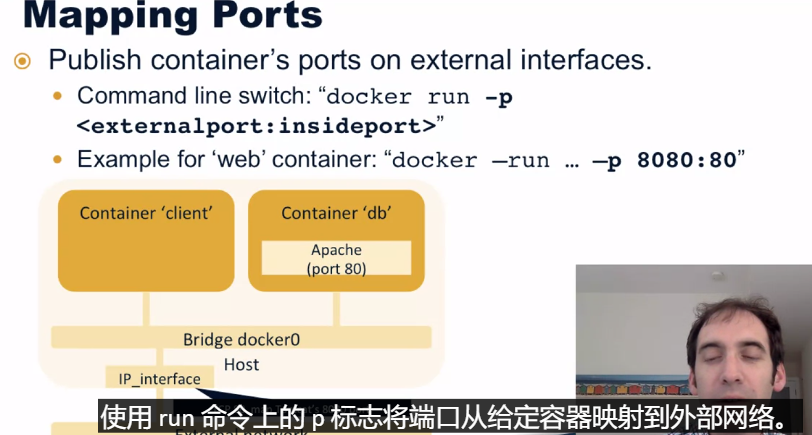 Mapping Ports
Publish container's ports on external interfaces.
Command line switch: “docker run -p
<externalport:insideport>”
Example for ‘web’ container: “docker –run … –p 8080:80”
Container ‘client’
Container ‘db’
Apache
(port 80)
Bridge docker0
Host
IP_interface
使用 run 命令上的 p 标志将端口从给定容器映射到外部网络。